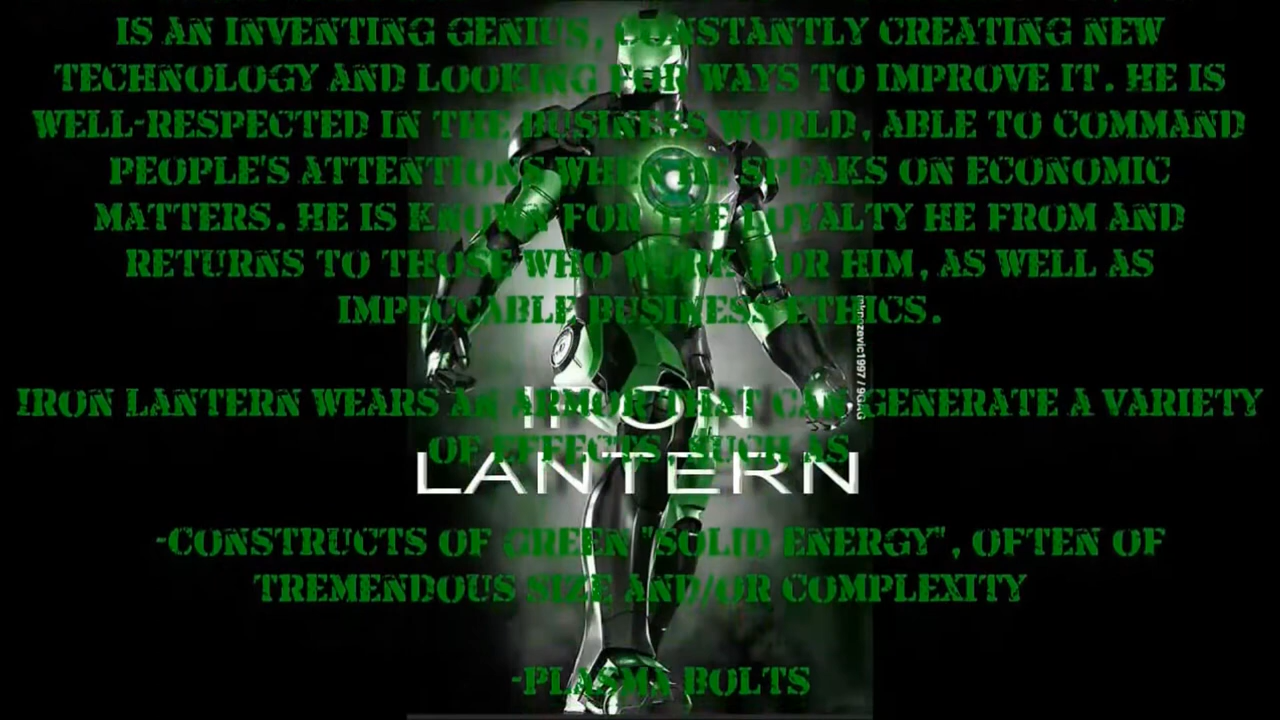 IS AN INVENTING GENIUS, CONSTANTLY CREATING NEW
TECHNOLOGY AND LOOKING FOR WAYS TO IMPROVE IT. HE IS
WELL-RESPECTED IN THE BUSINESS WORLD, ABLE TO COMMAND
PEOPLE'S ATTENTIONS WHEN HE SPEAKS ON ECONOMIC
MATTERS. HE IS KNOWN FOR THE LOYALTY HE FROM AND
RETURNS TO THOSE WHO WORK FOR HIM, AS WELL AS
IMPECCABLE BUSINESS ETHICS.
IRON LANTERN WEARS AN ARMOR THAT CAN GENERATE A VARIETY
OF EFFECTS, SUCH AS
IRON
LANTERN
-CONSTRUCTS OF GREEN "SOLID ENERGY", OFTEN OF
TREMENDOUS SIZE AND/OR COMPLEXITY
-PLASMA BOLTS